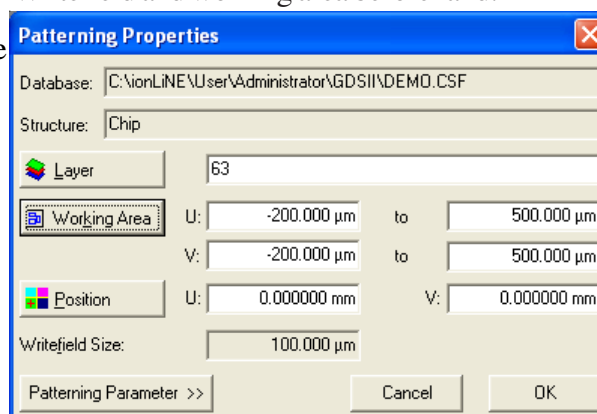 Patterning Properties
Database: C:\ionLiNE\User\Administrator\GDSII\DEMO.CSF
Structure: Chip
Layer 63
Working Area U: -200.000 µm to 500.000 µm
V: -200.000 µm to 500.000 µm
Position U: 0.000000 mm V: 0.000000 mm
Writefield Size: 100.000 µm
Patterning Parameter >> Cancel OK